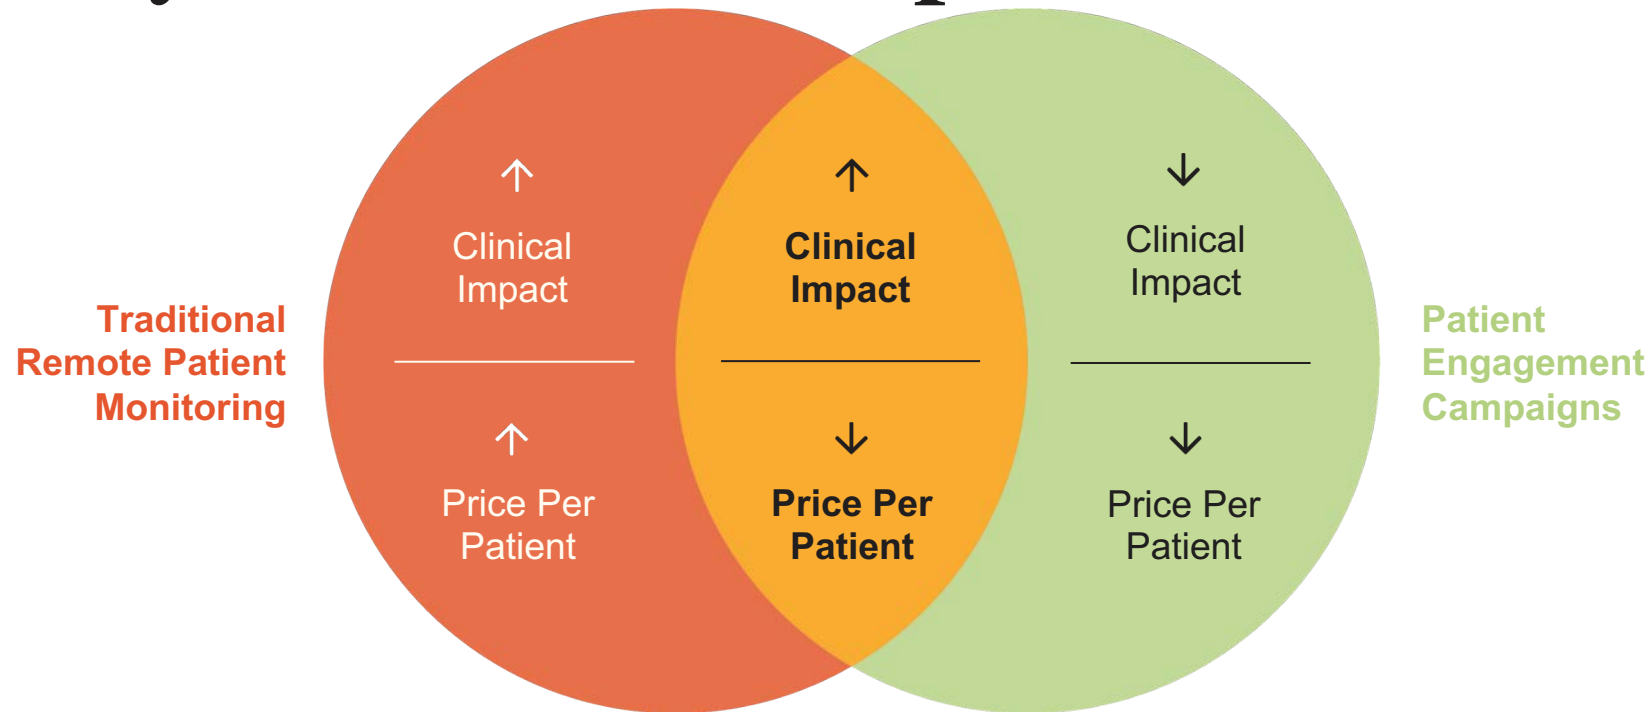 Traditional
Remote Patient
Monitoring
↑
Clinical
Impact
↑
Price Per
Patient
↑
Clinical
Impact
↓
Price Per
Patient
↓
Clinical
Impact
↓
Price Per
Patient
Patient
Engagement
Campaigns